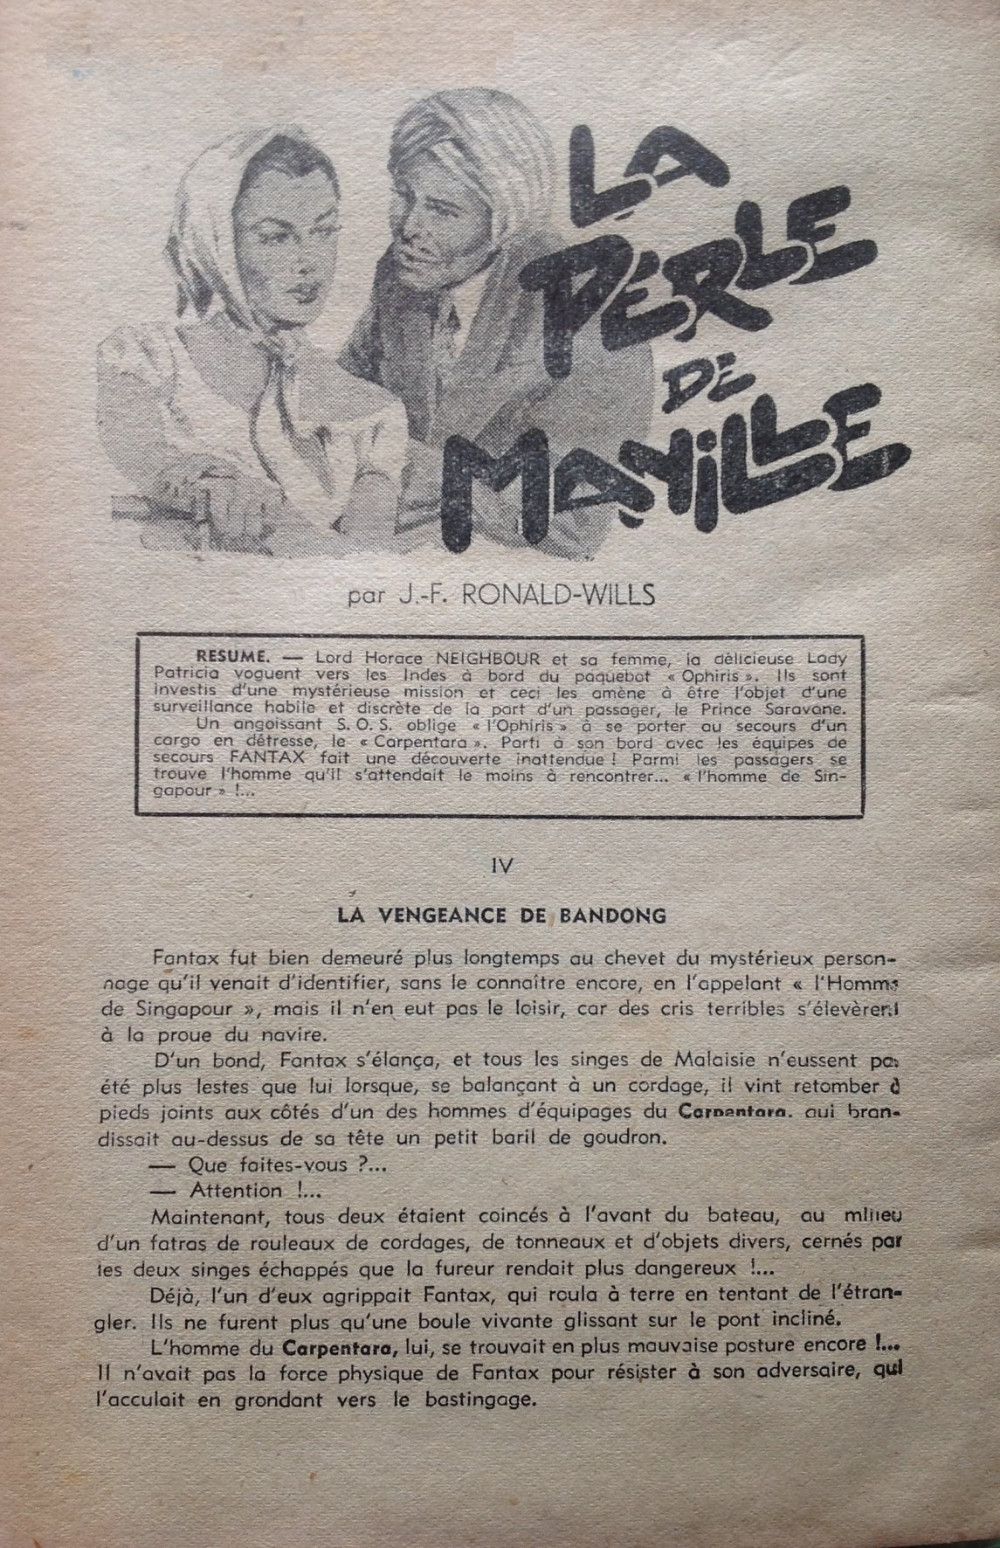 LA
PERLE
DE
MANILLE
par J.-F. RONALD-WILLS
RESUME. — Lord Horace NEIGHBOUR et sa femme, la délicieuse Lady
Patricia voguent vers les Indes à bord du paquebot « Ophiris ». Ils sont
investis d'une mystérieuse mission et ceci les amène à être l'objet d'une
surveillance habile et discrète de la part d'un passager, le Prince Saravane.
Un angoissant S. O. S. oblige « l'Ophiris » à se porter au secours d'un
cargo en détresse, le « Carpentara ». Parti à son bord avec les équipes de
secours FANTAX fait une découverte inattendue ! Parmi les passagers se
trouve l'homme qu'il s'attendait le moins à rencontrer... « l'homme de Sin-
gapour » !...
IV
LA VENGEANCE DE BANDONG
Fantax fut bien demeuré plus longtemps au chevet du mystérieux person-
nage qu'il venait d'identifier, sans le connaître encore, en l'appelant « l'Homme
de Singapour », mais il n'en eut pas le loisir, car des cris terribles s'élevèrent
à la proue du navire.
D'un bond, Fantax s'élança, et tous les singes de Malaisie n'eussent pas
été plus lestes que lui lorsque, se balançant à un cordage, il vint retomber à
pieds joints aux côtés d'un des hommes d'équipages du Carpentara, qui bran-
dissait au-dessus de sa tête un petit baril de goudron.
— Que faites-vous ?...
— Attention !...
Maintenant, tous deux étaient coincés à l'avant du bateau, au milieu
d'un fatras de rouleaux de cordages, de tonneaux et d'objets divers, cernés par
les deux singes échappés que la fureur rendait plus dangereux !...
Déjà, l'un d'eux agrippait Fantax, qui roula à terre en tentant de l'étran-
gler. Ils ne furent plus qu'une boule vivante glissant sur le pont incliné.
L'homme du Carpentara, lui, se trouvait en plus mauvaise posture encore !...
Il n'avait pas la force physique de Fantax pour résister à son adversaire, qui
l'acculait en grondant vers le bastingage.